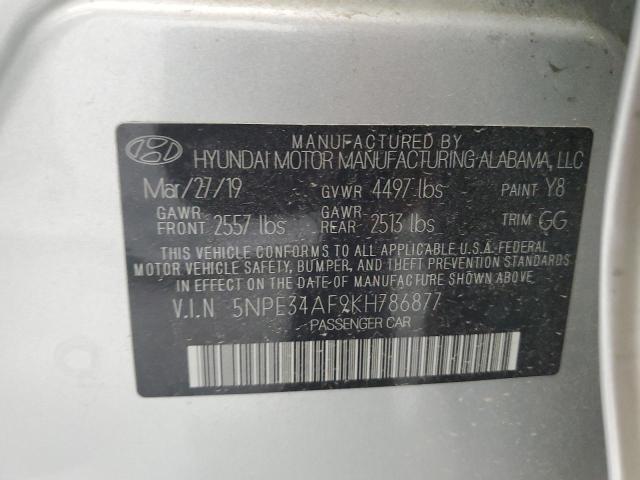 MANUFACTURED BY
HYUNDAI MOTOR MANUFACTURING ALABAMA, LLC
Mar/27/19 GVWR 4497 lbs PAINT Y8
GAWR FRONT 2557 lbs GAWR REAR 2513 lbs TRIM GG
THIS VEHICLE CONFORMS TO ALL APPLICABLE U.S.A. FEDERAL
MOTOR VEHICLE SAFETY, BUMPER, AND THEFT PREVENTION STANDARDS
IN EFFECT ON THE DATE OF MANUFACTURE SHOWN ABOVE.
V.I.N 5NPE34AF9KH786877
PASSENGER CAR